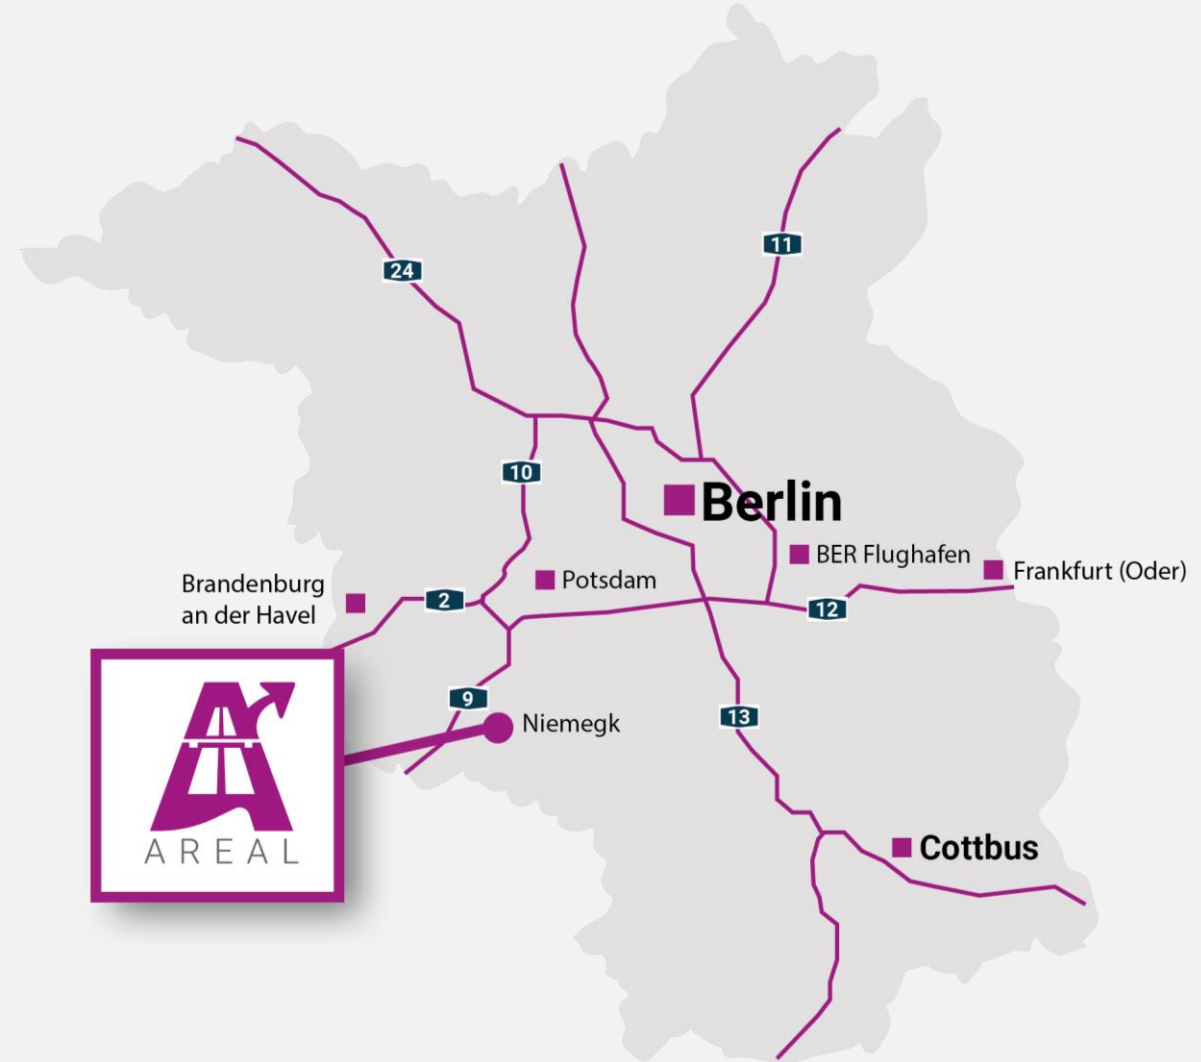 11
24
10
Berlin
BER Flughafen
Frankfurt (Oder)
Potsdam
Brandenburg
an der Havel
2
12
9
Niemegk
13
AREAL
Cottbus